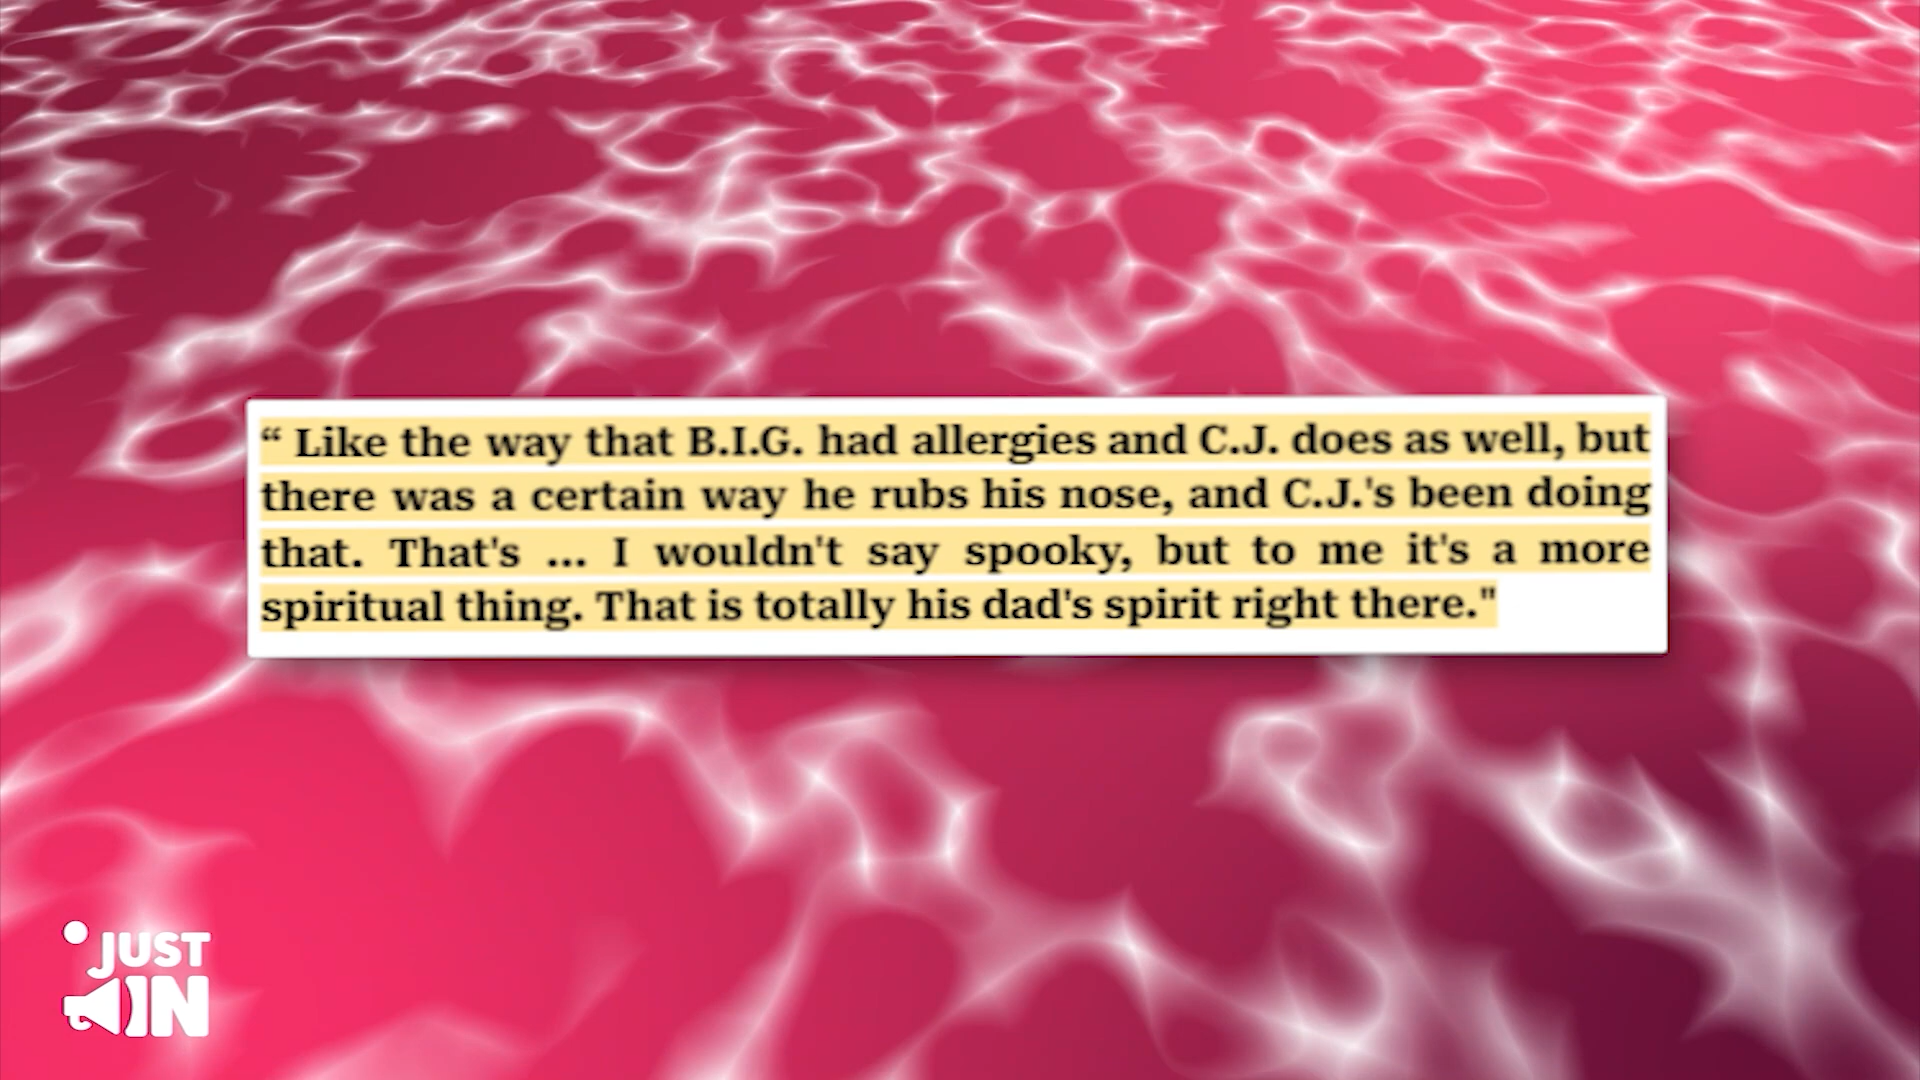 “ Like the way that B.I.G. had allergies and C.J. does as well, but
there was a certain way he rubs his nose, and C.J.'s been doing
that. That's ... I wouldn't say spooky, but to me it's a more
spiritual thing. That is totally his dad's spirit right there."
JUST
IN